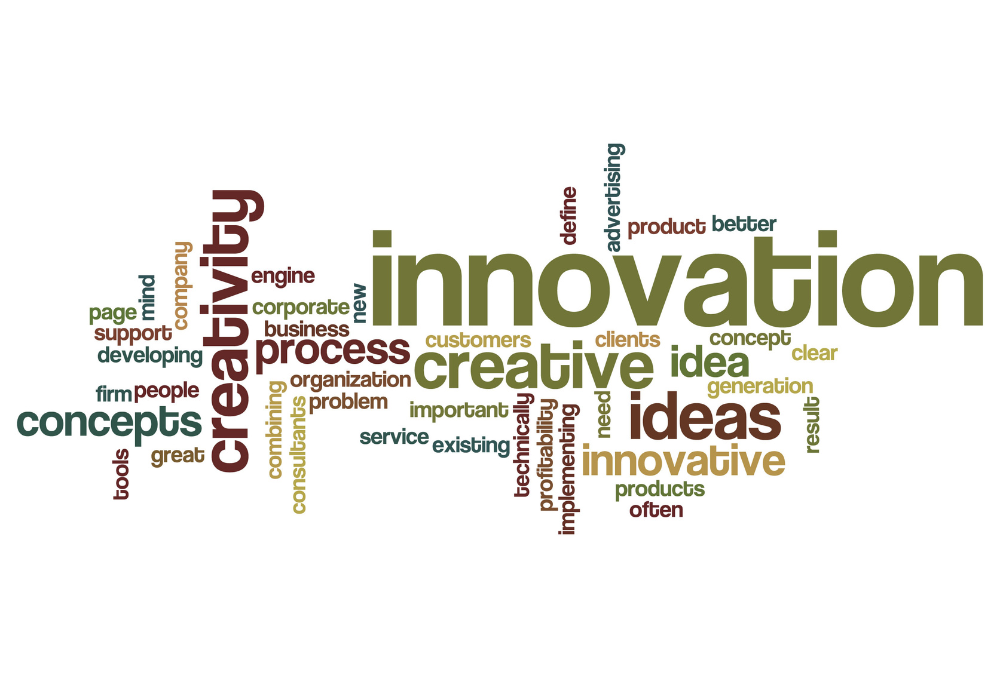 advertising
define
product
better
creativity
innovation
company
engine
mind
new
page
corporate
support
business
developing
process
customers
clients
concept
clear
creative
idea
organization
generation
firm
people
problem
combining
consultants
concepts
important
technically
profitability
implementing
need
ideas
result
service
existing
tools
great
innovative
products
often